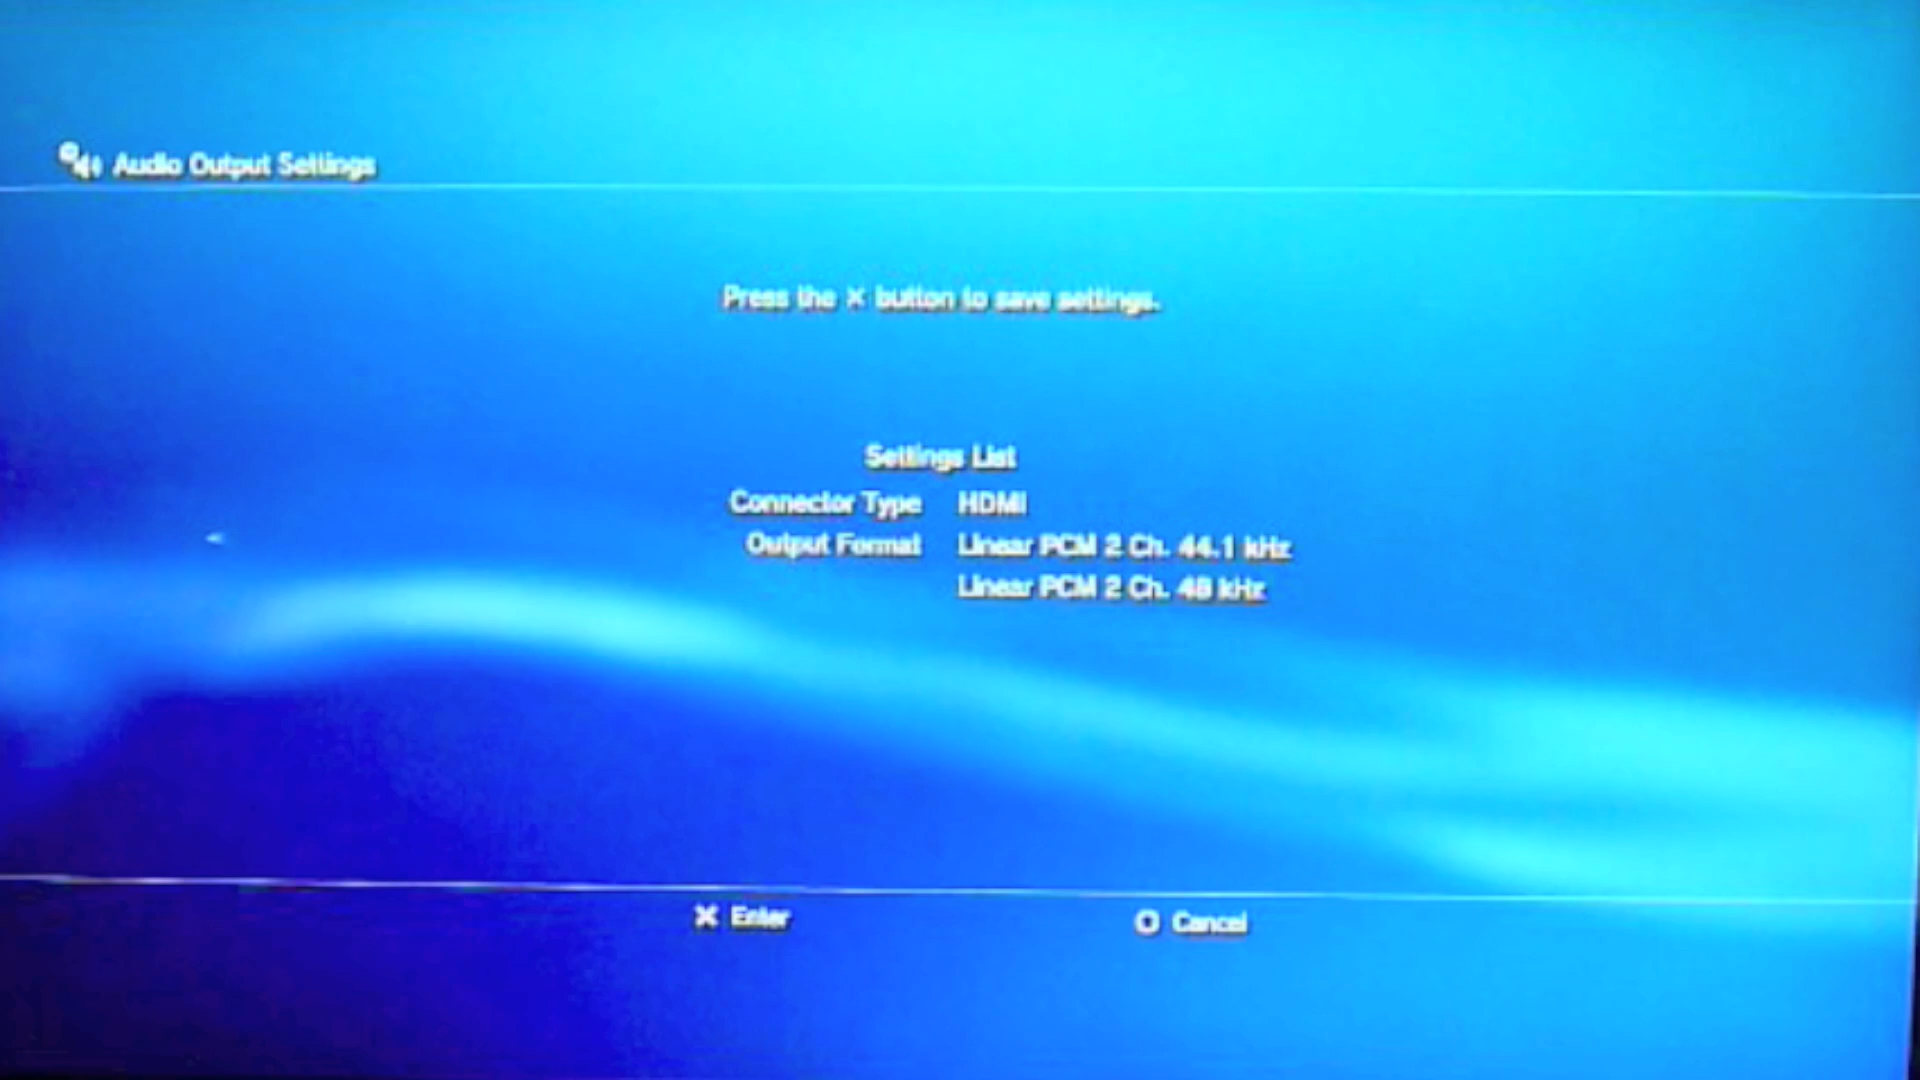 Audio Output Settings
Press the × button to save settings.
Settings List
Connector Type HDMI
Output Format Linear PCM 2 Ch. 44.1 kHz
Linear PCM 2 Ch. 48 kHz
X Enter
O Cancel